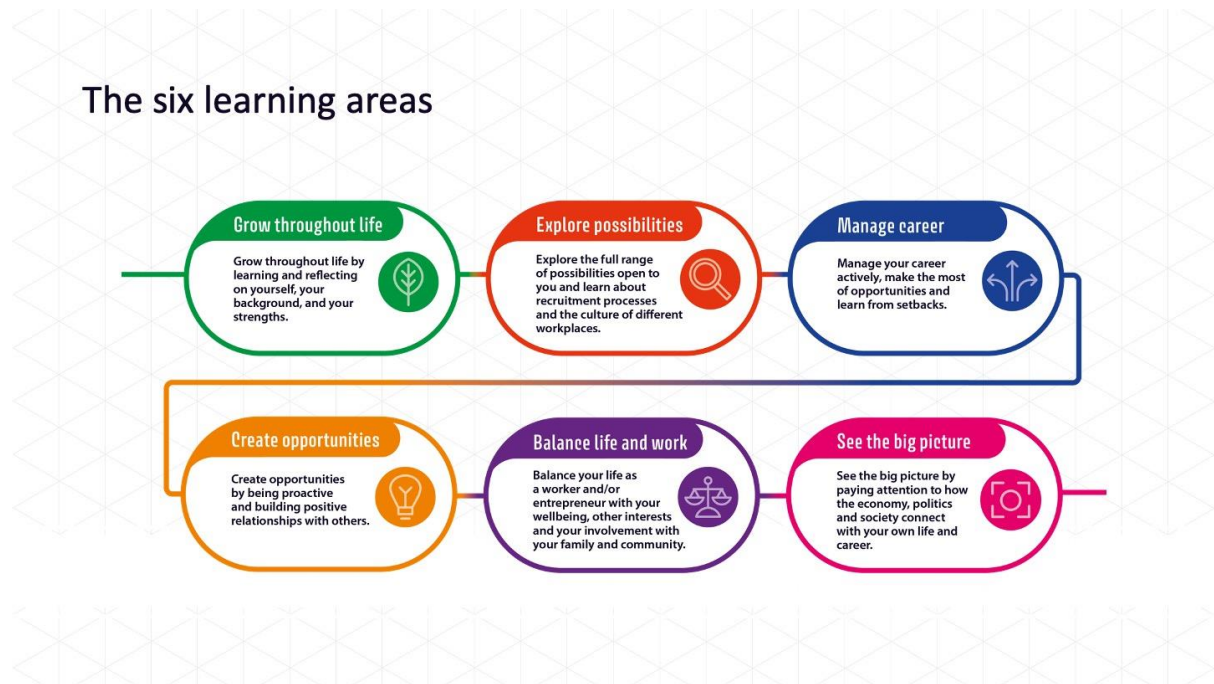 The six learning areas
Grow throughout life
Grow throughout life by
learning and reflecting
on yourself, your
background, and your
strengths.
Explore possibilities
Explore the full range
of possibilities open to
you and learn about
recruitment processes
and the culture of different
workplaces.
Manage career
Manage your career
actively, make the most
of opportunities and
learn from setbacks.
Create opportunities
Create opportunities
by being proactive
and building positive
relationships with others.
Balance life and work
Balance your life as
a worker and/or
entrepreneur with your
wellbeing, other interests
and your involvement with
your family and community.
See the big picture
See the big picture by
paying attention to how
the economy, politics
and society connect
with your own life and
career.